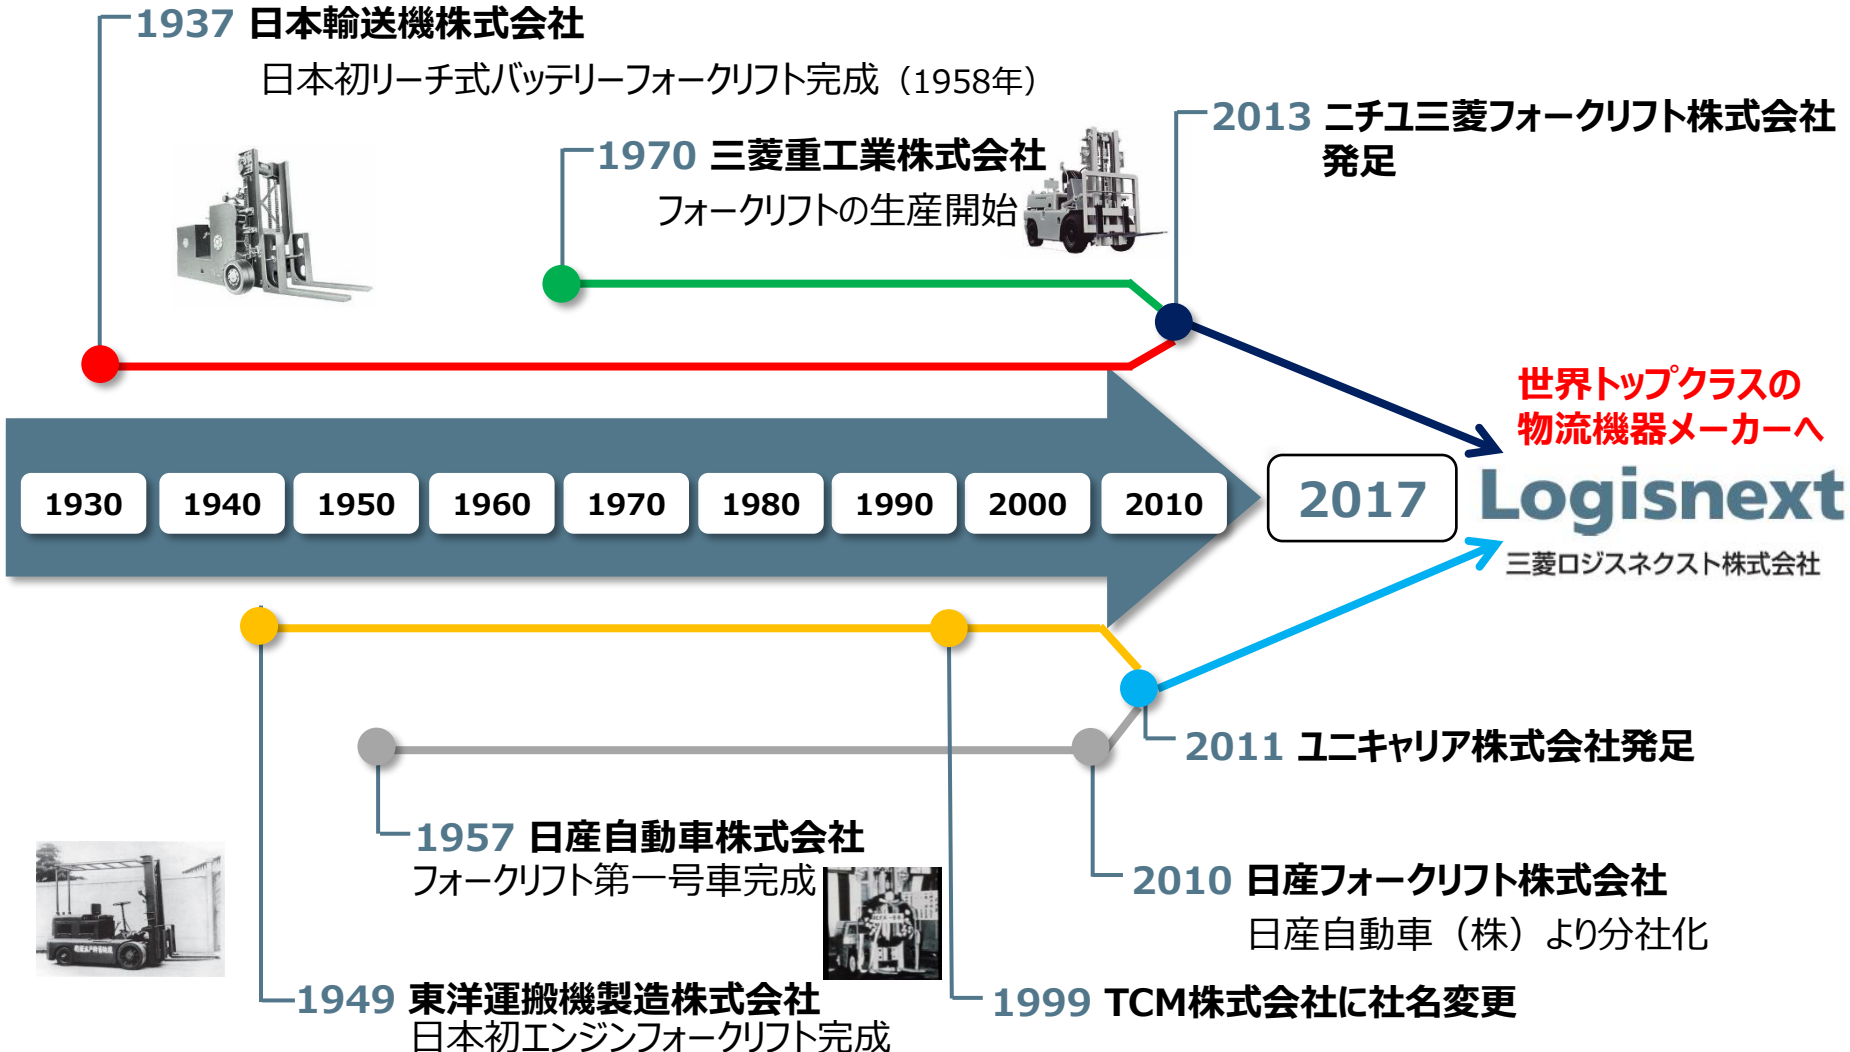 1937 日本輸送機株式会社
日本初リーチ式バッテリーフォークリフト完成（1958年）
1970 三菱重工業株式会社
フォークリフトの生産開始
2013 ニチユ三菱フォークリフト株式会社
発足
世界トップクラスの
物流機器メーカーへ
1930 1940 1950 1960 1970 1980 1990 2000 2010 2017
Logisnext
三菱ロジスネクスト株式会社
2011 ユニキャリア株式会社発足
1957 日産自動車株式会社
フォークリフト第一号車完成
2010 日産フォークリフト株式会社
日産自動車（株）より分社化
1949 東洋運搬機製造株式会社
日本初エンジンフォークリフト完成
1999 TCM株式会社に社名変更